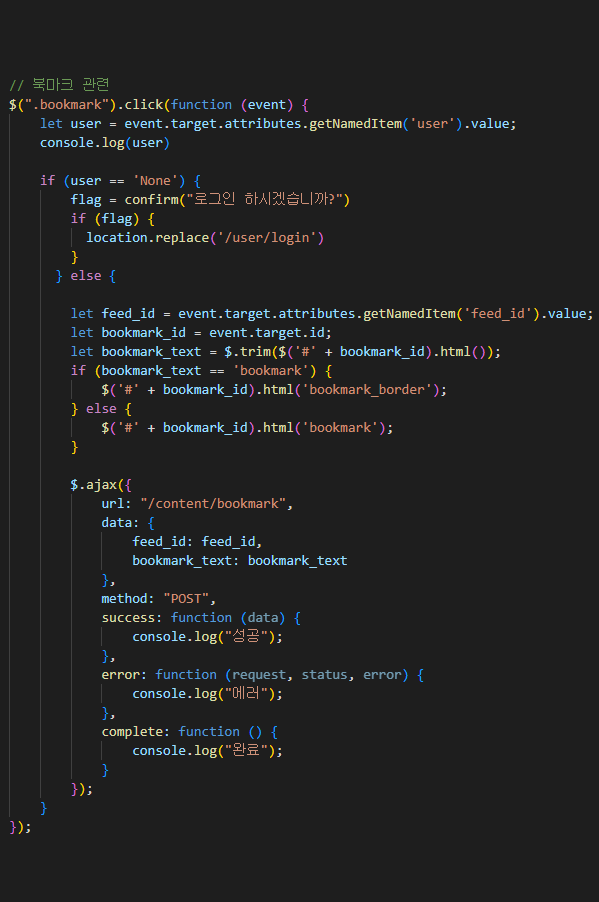 // 북마크 관련
$(".bookmark").click(function (event) {
    let user = event.target.attributes.getNamedItem('user').value;
    console.log(user)

    if (user == 'None') {
        flag = confirm("로그인 하시겠습니까?")
        if (flag) {
          location.replace('/user/login')
        }
      } else {

        let feed_id = event.target.attributes.getNamedItem('feed_id').value;
        let bookmark_id = event.target.id;
        let bookmark_text = $.trim($('#' + bookmark_id).html());
        if (bookmark_text == 'bookmark') {
            $('#' + bookmark_id).html('bookmark_border');
        } else {
            $('#' + bookmark_id).html('bookmark');
        }

        $.ajax({
            url: "/content/bookmark",
            data: {
                feed_id: feed_id,
                bookmark_text: bookmark_text
            },
            method: "POST",
            success: function (data) {
                console.log("성공");
            },
            error: function (request, status, error) {
                console.log("에러");
            },
            complete: function () {
                console.log("완료");
            }
        });
    }
});